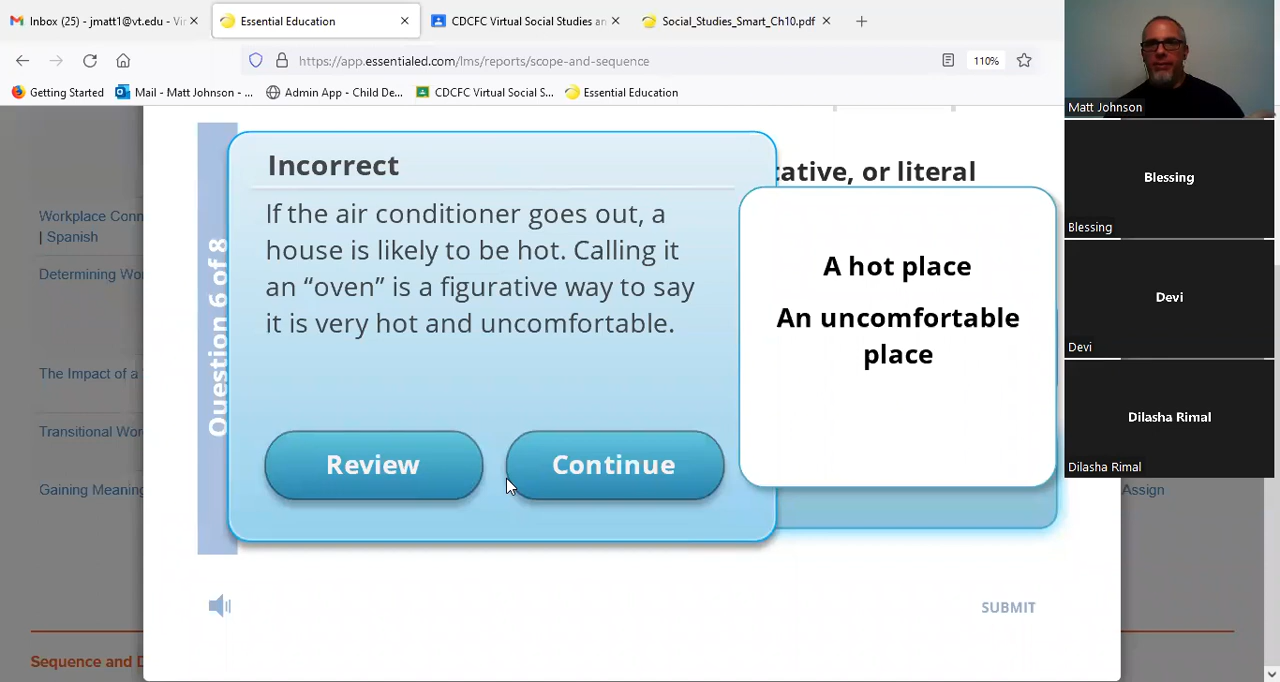 Inbox (25) - jmatt1@vt.edu - Vir
Essential Education
CDCFC Virtual Social Studies an
Social_Studies_Smart_Ch10.pdf
https://app.essentialed.com/lms/reports/scope-and-sequence
110%
Getting Started
Mail - Matt Johnson - ...
Admin App - Child De...
CDCFC Virtual Social S...
Essential Education
Matt Johnson
Blessing
Blessing
Devi
Devi
Dilasha Rimal
Dilasha Rimal
Workplace Conn
| Spanish
Determining Wo
The Impact of a
Transitional Wor
Gaining Meaning
Assign
Sequence and D
Question 6 of 8
tative, or literal
Incorrect
If the air conditioner goes out, a
house is likely to be hot. Calling it
an “oven” is a figurative way to say
it is very hot and uncomfortable.
Review
Continue
A hot place
An uncomfortable
place
SUBMIT